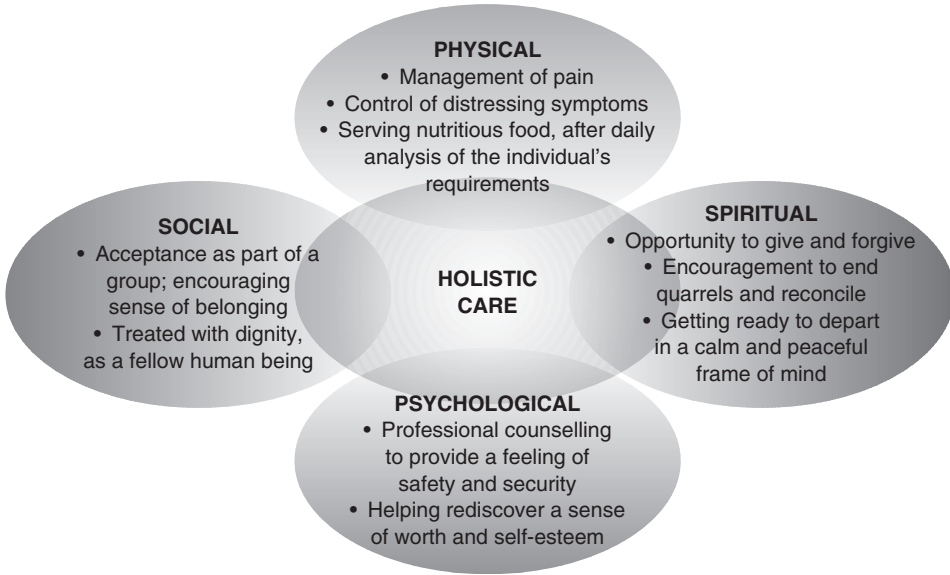 PHYSICAL
• Management of pain
• Control of distressing symptoms
• Serving nutritious food, after daily
analysis of the individual's
requirements
SOCIAL
• Acceptance as part of a
group; encouraging
sense of belonging
• Treated with dignity,
as a fellow human being
HOLISTIC
CARE
SPIRITUAL
• Opportunity to give and forgive
• Encouragement to end
quarrels and reconcile
• Getting ready to depart
in a calm and peaceful
frame of mind
PSYCHOLOGICAL
• Professional counselling
to provide a feeling of
safety and security
• Helping rediscover a sense
of worth and self-esteem